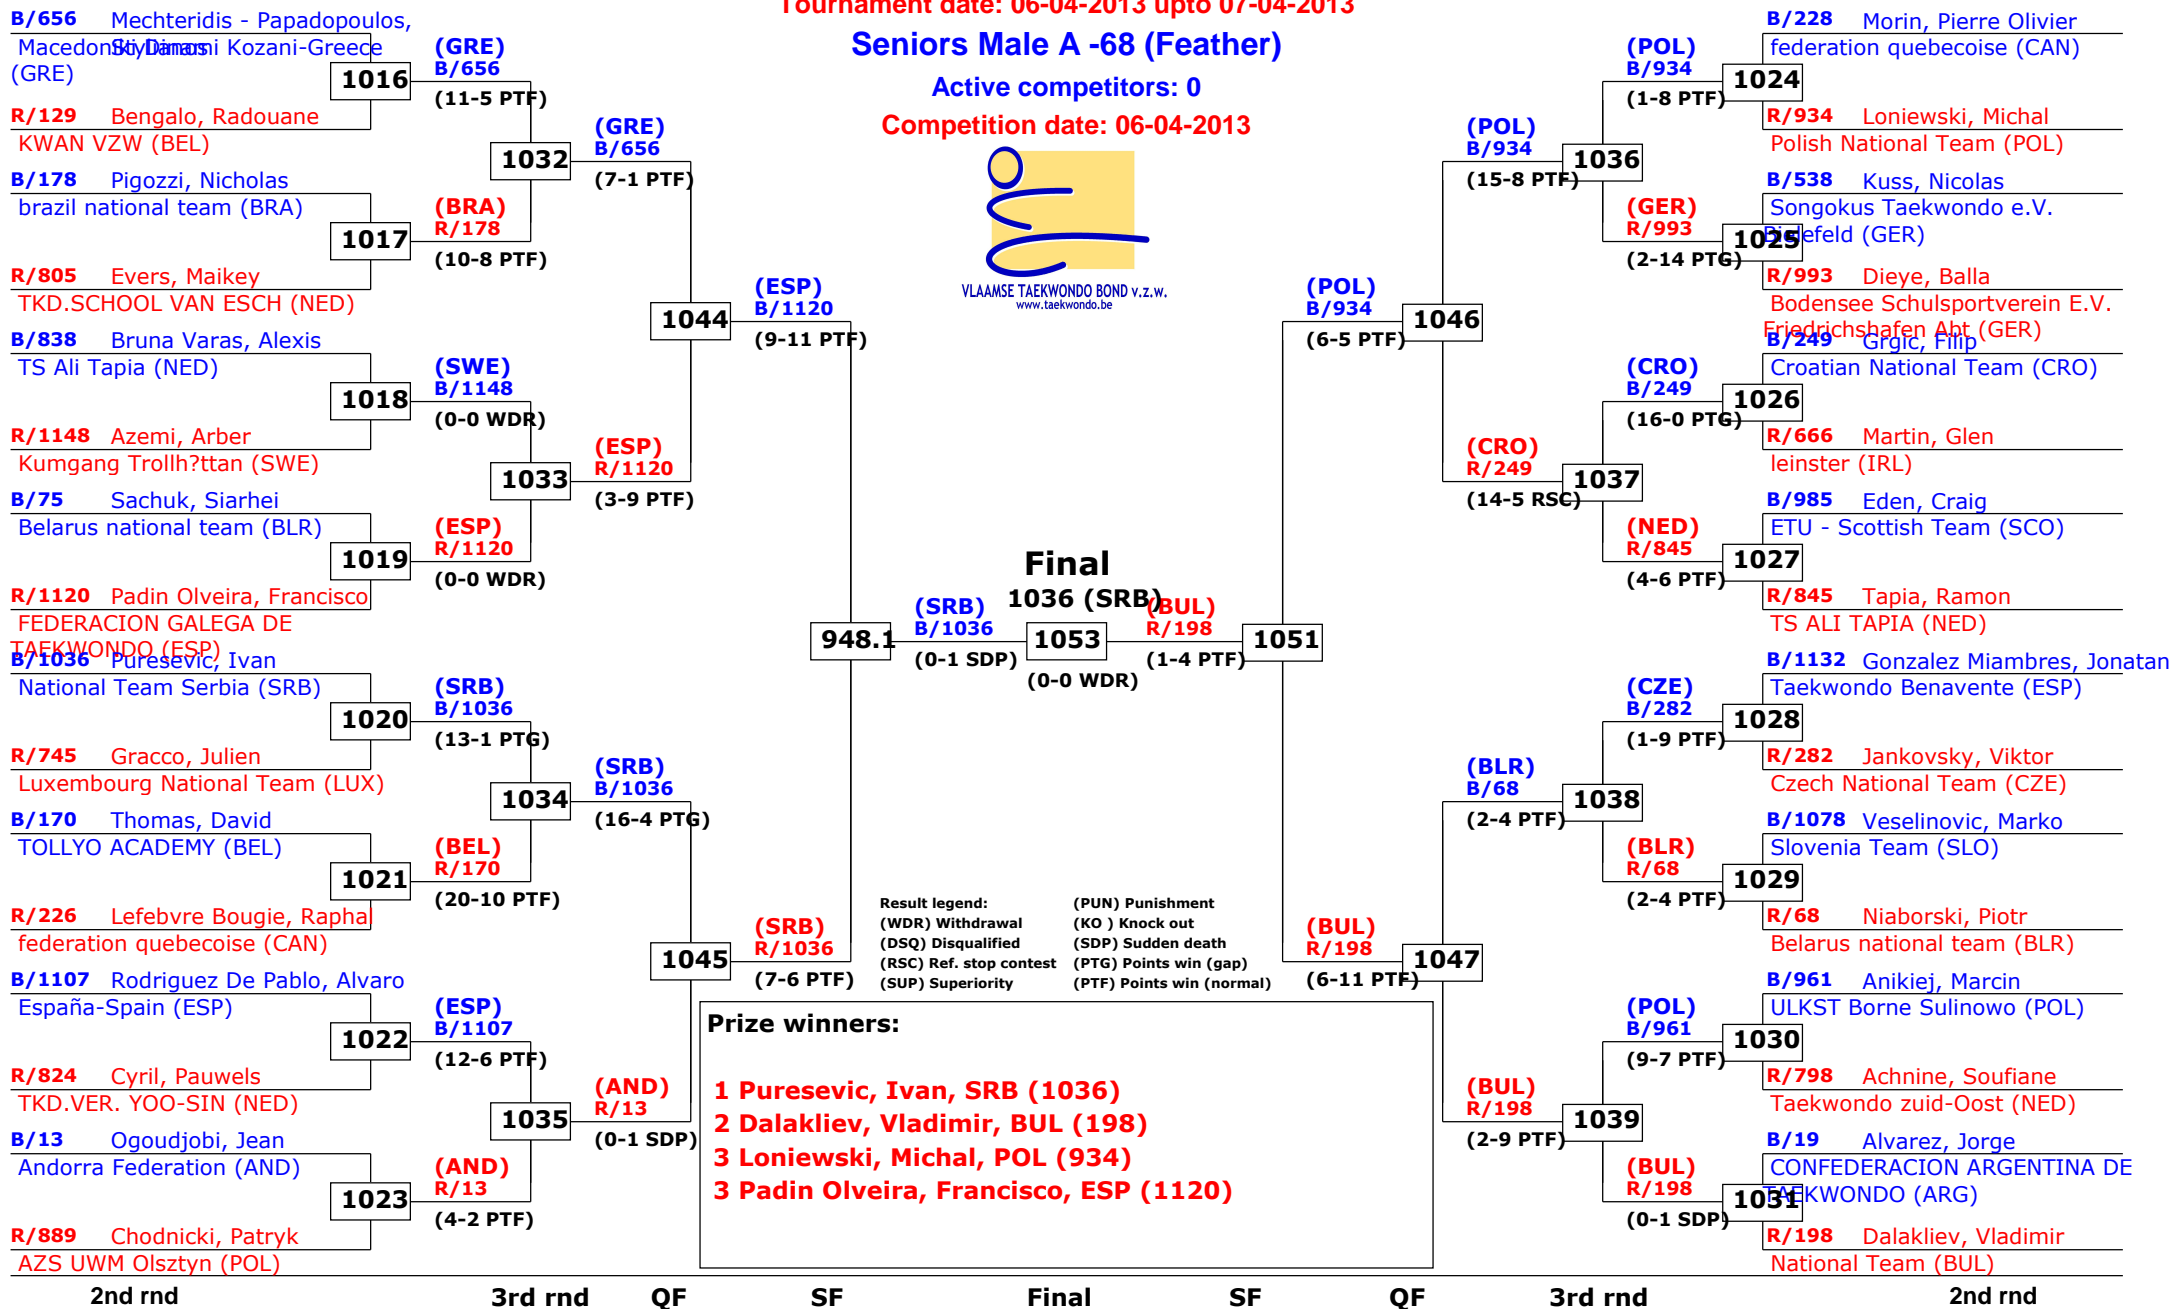 Tournament date: 06-04-2013 upto 07-04-2013
Seniors Male A -68 (Feather)
Active competitors: 0
Competition date: 06-04-2013
VLAAMSE TAEKWONDO BOND v.z.w.
www.taekwondo.be
B/656 Mechteridis - Papadopoulos,
Macedoniki Dinami Kozani-Greece
(GRE)
1016
R/129 Bengalo, Radouane
KWAN VZW (BEL)
B/178 Pigozzi, Nicholas
brazil national team (BRA)
1017
R/805 Evers, Maikey
TKD.SCHOOL VAN ESCH (NED)
B/838 Bruna Varas, Alexis
TS Ali Tapia (NED)
1018
R/1148 Azemi, Arber
Kumgang Trollh?ttan (SWE)
B/75 Sachuk, Siarhei
Belarus national team (BLR)
1019
R/1120 Padin Olveira, Francisco
FEDERACION GALEGA DE
TAEKWONDO (ESP)
B/1036 Puresevic, Ivan
National Team Serbia (SRB)
1020
R/745 Gracco, Julien
Luxembourg National Team (LUX)
B/170 Thomas, David
TOLLYO ACADEMY (BEL)
1021
R/226 Lefebvre Bougie, Raphal
federation quebecoise (CAN)
B/1107 Rodriguez De Pablo, Alvaro
España-Spain (ESP)
1022
R/824 Cyril, Pauwels
TKD.VER. YOO-SIN (NED)
B/13 Ogoudjobi, Jean
Andorra Federation (AND)
1023
R/889 Chodnicki, Patryk
AZS UWM Olsztyn (POL)
(GRE)
B/656
(11-5 PTF)
1032
(BRA)
R/178
(10-8 PTF)
(SWE)
B/1148
(0-0 WDR)
1033
(ESP)
R/1120
(0-0 WDR)
(SRB)
B/1036
(13-1 PTG)
1034
(BEL)
R/170
(20-10 PTF)
(ESP)
B/1107
(12-6 PTF)
1035
(AND)
R/13
(4-2 PTF)
(GRE)
B/656
(7-1 PTF)
1044
(ESP)
R/1120
(3-9 PTF)
(SRB)
B/1036
(16-4 PTG)
1045
(AND)
R/13
(0-1 SDP)
(ESP)
B/1120
(9-11 PTF)
948.1
(SRB)
R/1036
(7-6 PTF)
(SRB)
B/1036
(0-1 SDP)
Final
1036 (SRB)
1053
(0-0 WDR)
(BUL)
R/198
(1-4 PTF)
1051
(POL)
B/934
(6-5 PTF)
(BUL)
R/198
(6-11 PTF)
1046
(POL)
B/934
(15-8 PTF)
(CRO)
R/249
(14-5 RSC)
1047
(BLR)
B/68
(2-4 PTF)
(BUL)
R/198
(2-9 PTF)
1036
(POL)
B/934
(1-8 PTF)
(GER)
R/993
(2-14 PTG)
1037
(CRO)
B/249
(16-0 PTG)
(NED)
R/845
(4-6 PTF)
1038
(CZE)
B/282
(1-9 PTF)
(BLR)
R/68
(2-4 PTF)
1039
(POL)
B/961
(9-7 PTF)
(BUL)
R/198
(0-1 SDP)
B/228 Morin, Pierre Olivier
federation quebecoise (CAN)
1024
R/934 Loniewski, Michal
Polish National Team (POL)
B/538 Kuss, Nicolas
Songokus Taekwondo e.V.
Bielefeld (GER)
1025
R/993 Dieye, Balla
Bodensee Schulsportverein E.V.
Friedrichshafen Abt (GER)
B/249 Grgic, Filip
Croatian National Team (CRO)
1026
R/666 Martin, Glen
leinster (IRL)
B/985 Eden, Craig
ETU - Scottish Team (SCO)
1027
R/845 Tapia, Ramon
TS ALI TAPIA (NED)
B/1132 Gonzalez Miambres, Jonatan
Taekwondo Benavente (ESP)
1028
R/282 Jankovsky, Viktor
Czech National Team (CZE)
B/1078 Veselinovic, Marko
Slovenia Team (SLO)
1029
R/68 Niaborski, Piotr
Belarus national team (BLR)
B/961 Anikiej, Marcin
ULKST Borne Sulinowo (POL)
1030
R/798 Achnine, Soufiane
Taekwondo zuid-Oost (NED)
B/19 Alvarez, Jorge
CONFEDERACION ARGENTINA DE
TAEKWONDO (ARG)
1031
R/198 Dalakliev, Vladimir
National Team (BUL)
Result legend: (PUN) Punishment
(WDR) Withdrawal (KO ) Knock out
(DSQ) Disqualified (SDP) Sudden death
(RSC) Ref. stop contest (PTG) Points win (gap)
(SUP) Superiority (PTF) Points win (normal)
Prize winners:
1 Puresevic, Ivan, SRB (1036)
2 Dalakliev, Vladimir, BUL (198)
3 Loniewski, Michal, POL (934)
3 Padin Olveira, Francisco, ESP (1120)
2nd rnd 3rd rnd QF SF Final SF QF 3rd rnd 2nd rnd